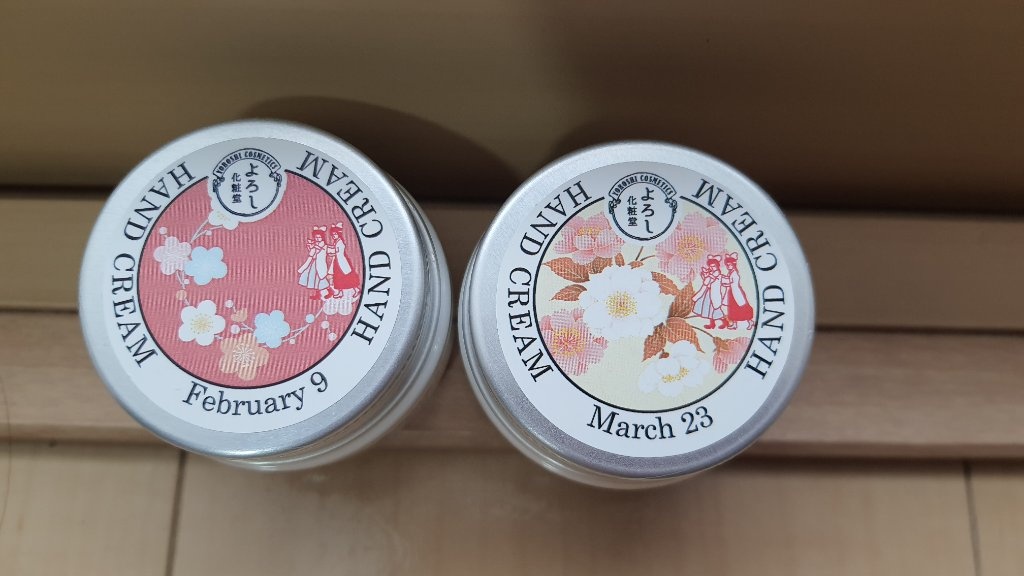 YOROSHI COSMETICS
よろし
化粧堂
HAND CREAM
HAND CREAM
February 9
YOROSHI COSMETICS
よろし
化粧堂
HAND CREAM
HAND CREAM
March 23